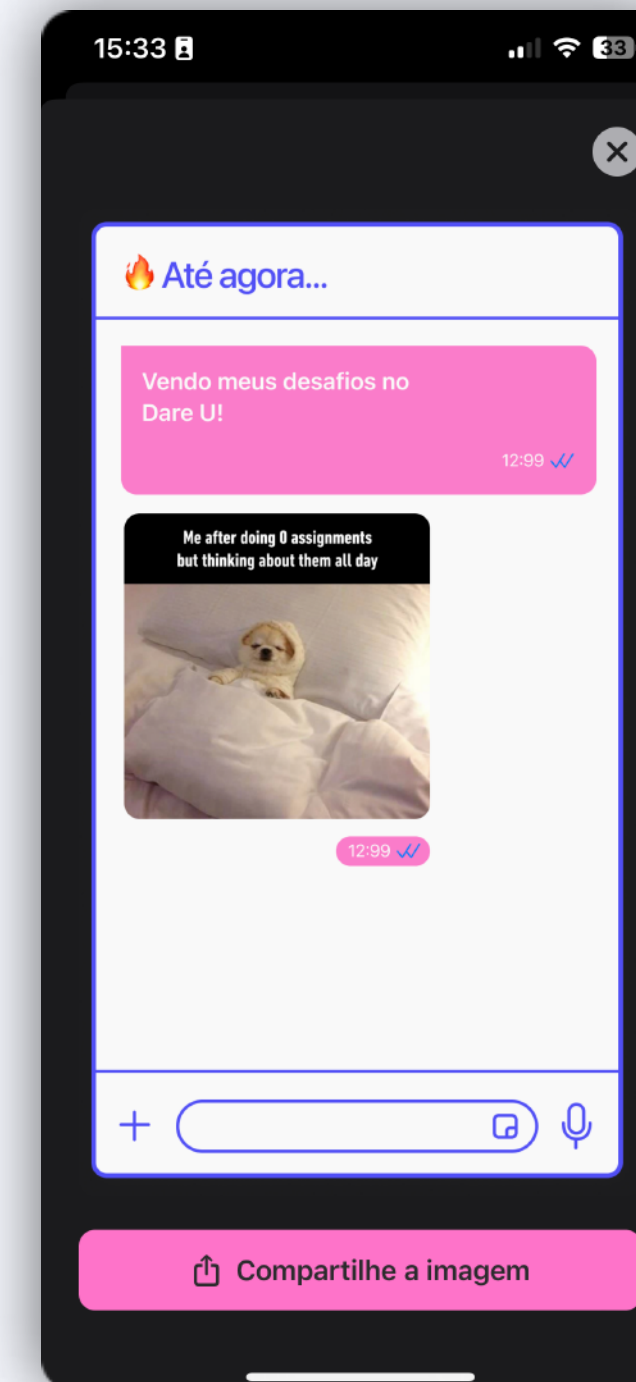 15:33
33
🔥 Até agora...
Vendo meus desafios no
Dare U!
12:99
Me after doing 0 assignments
but thinking about them all day
12:99
Compartilhe a imagem